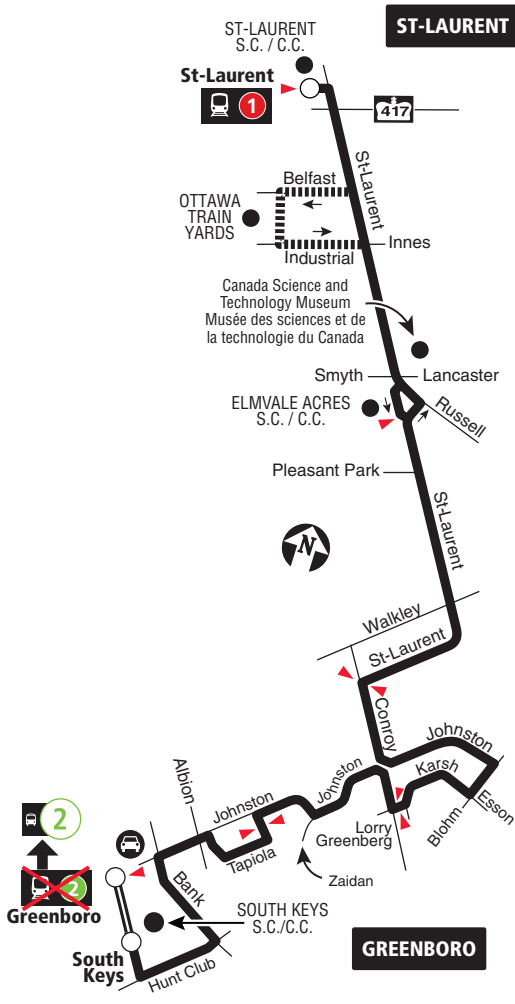 ST-LAURENT
ST-LAURENT
S.C. / C.C.
St-Laurent
1
417
St-Laurent
Belfast
OTTAWA
TRAIN
YARDS
Innes
Industrial
Canada Science and
Technology Museum
Musée des sciences et de
la technologie du Canada
Smyth
Lancaster
ELMVALE ACRES
S.C. / C.C.
Russell
Pleasant Park
St-Laurent
N
Walkley
St-Laurent
Conroy
Johnston
Karsh
Esson
Blohm
Lorry
Greenberg
Johnston
Zaidan
Albion
Johnston
Tapiola
2
2
Greenboro
Bank
SOUTH KEYS
S.C./C.C.
South
Keys
Hunt Club
GREENBORO